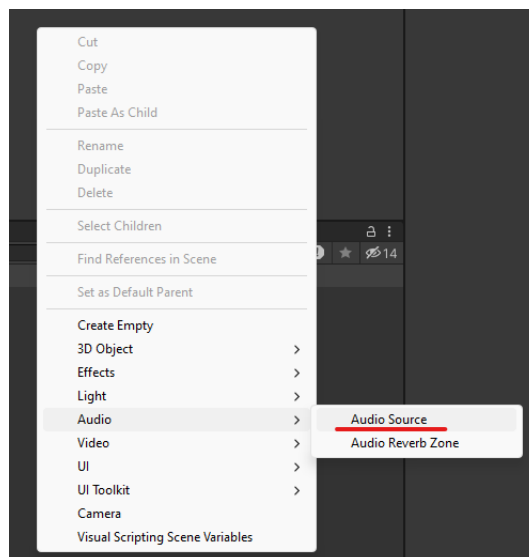 Cut
Copy
Paste
Paste As Child
Rename
Duplicate
Delete
Select Children
Find References in Scene
14
Set as Default Parent
Create Empty
3D Object
Effects
Light
Audio
Audio Source
Video
Audio Reverb Zone
UI
UI Toolkit
Camera
Visual Scripting Scene Variables